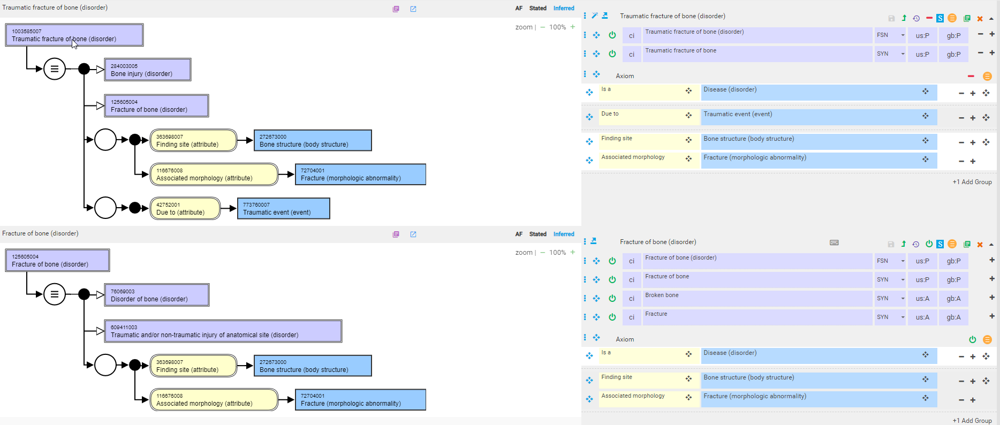 Traumatic fracture of bone (disorder)
AF Stated Inferred
zoom | − 100% +
1003585007
Traumatic fracture of bone (disorder)
284003005
Bone injury (disorder)
125605004
Fracture of bone (disorder)
363698007
Finding site (attribute)
272673000
Bone structure (body structure)
116676008
Associated morphology (attribute)
72704001
Fracture (morphologic abnormality)
42752001
Due to (attribute)
773760007
Traumatic event (event)
Traumatic fracture of bone (disorder)
S
ci Traumatic fracture of bone (disorder) FSN us:P gb:P
ci Traumatic fracture of bone SYN us:P gb:P
Axiom
Is a Disease (disorder)
Due to Traumatic event (event)
Finding site Bone structure (body structure)
Associated morphology Fracture (morphologic abnormality)
+1 Add Group
Fracture of bone (disorder)
AF Stated Inferred
zoom | − 100% +
125605004
Fracture of bone (disorder)
76069003
Disorder of bone (disorder)
609411003
Traumatic and/or non-traumatic injury of anatomical site (disorder)
363698007
Finding site (attribute)
272673000
Bone structure (body structure)
116676008
Associated morphology (attribute)
72704001
Fracture (morphologic abnormality)
Fracture of bone (disorder)
S
ci Fracture of bone (disorder) FSN us:P gb:P
ci Fracture of bone SYN us:P gb:P
ci Broken bone SYN us:A gb:A
ci Fracture SYN us:A gb:A
Axiom
Is a Disease (disorder)
Finding site Bone structure (body structure)
Associated morphology Fracture (morphologic abnormality)
+1 Add Group